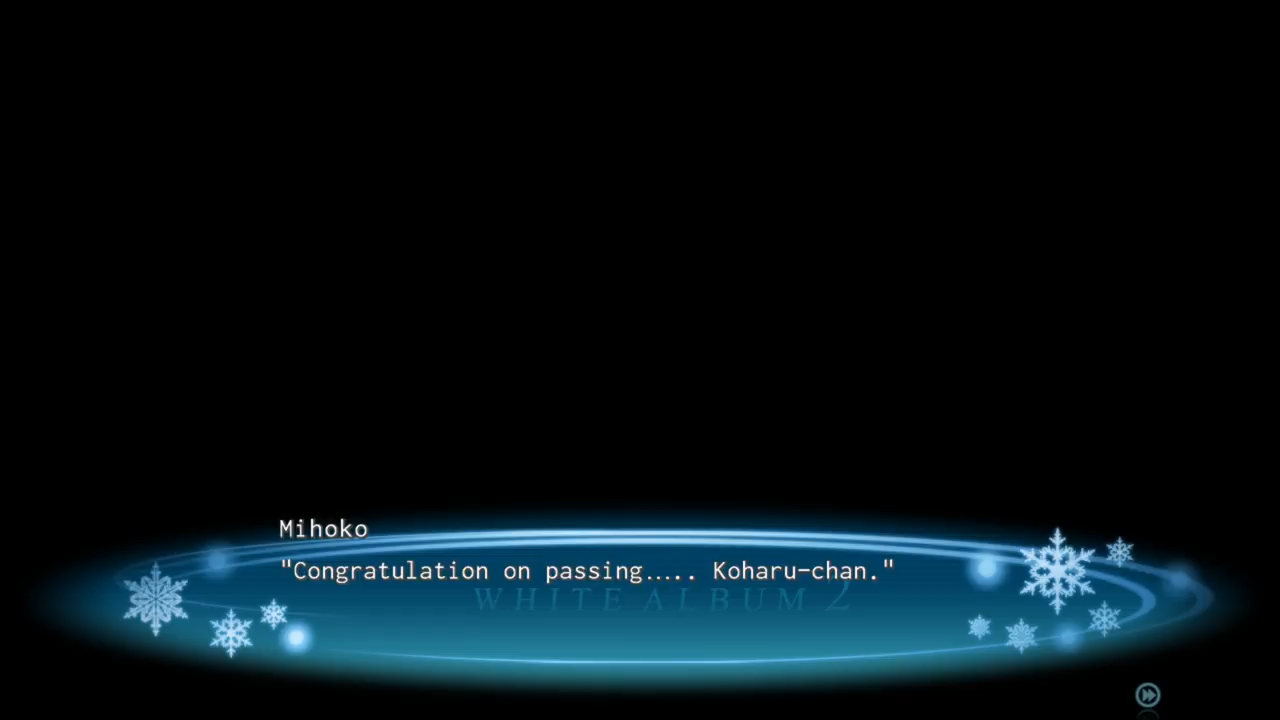 Mihoko
"Congratulation on passing..... Koharu-chan."
WHITE ALBUM 2